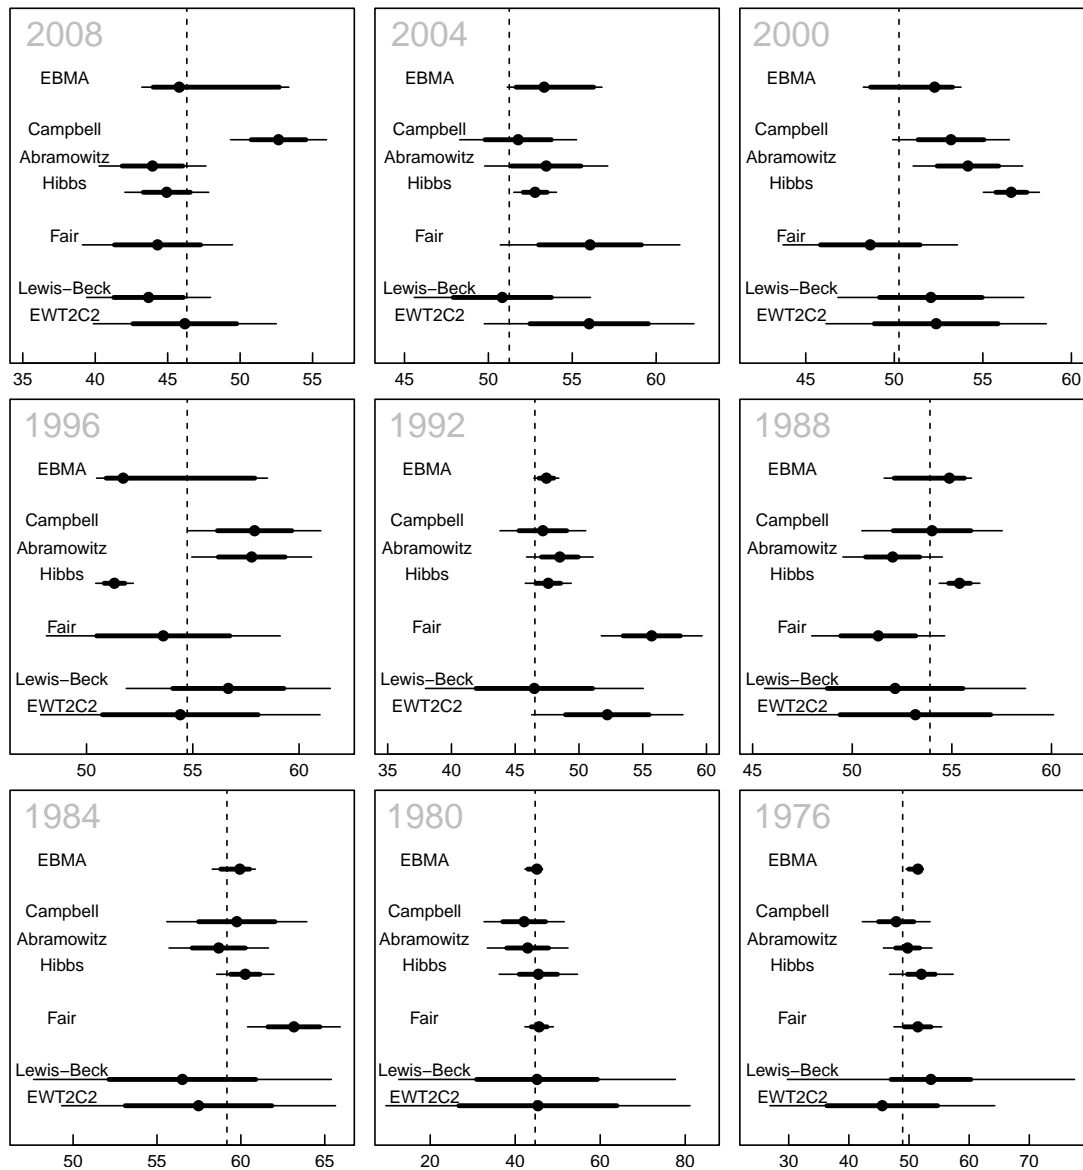 2008
EBMA
Campbell
Abramowitz
Hibbs
Fair
Lewis−Beck
EWT2C2
35 40 45 50 55
2004
EBMA
Campbell
Abramowitz
Hibbs
Fair
Lewis−Beck
EWT2C2
45 50 55 60
2000
EBMA
Campbell
Abramowitz
Hibbs
Fair
Lewis−Beck
EWT2C2
45 50 55 60
1996
EBMA
Campbell
Abramowitz
Hibbs
Fair
Lewis−Beck
EWT2C2
50 55 60
1992
EBMA
Campbell
Abramowitz
Hibbs
Fair
Lewis−Beck
EWT2C2
35 40 45 50 55 60
1988
EBMA
Campbell
Abramowitz
Hibbs
Fair
Lewis−Beck
EWT2C2
45 50 55 60
1984
EBMA
Campbell
Abramowitz
Hibbs
Fair
Lewis−Beck
EWT2C2
50 55 60 65
1980
EBMA
Campbell
Abramowitz
Hibbs
Fair
Lewis−Beck
EWT2C2
20 40 60 80
1976
EBMA
Campbell
Abramowitz
Hibbs
Fair
Lewis−Beck
EWT2C2
30 40 50 60 70